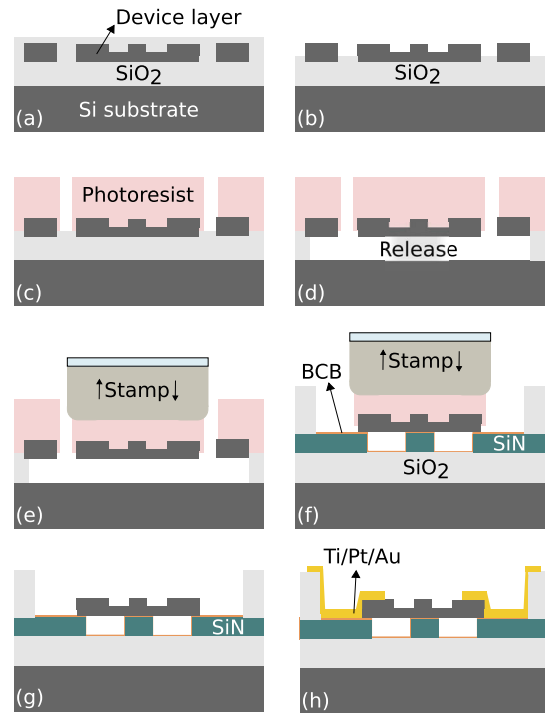 Device layer
SiO2
Si substrate
(a)
SiO2
(b)
Photoresist
(c)
Release
(d)
↑Stamp↓
(e)
↑Stamp↓
BCB
SiN
SiO2
(f)
SiN
(g)
Ti/Pt/Au
(h)